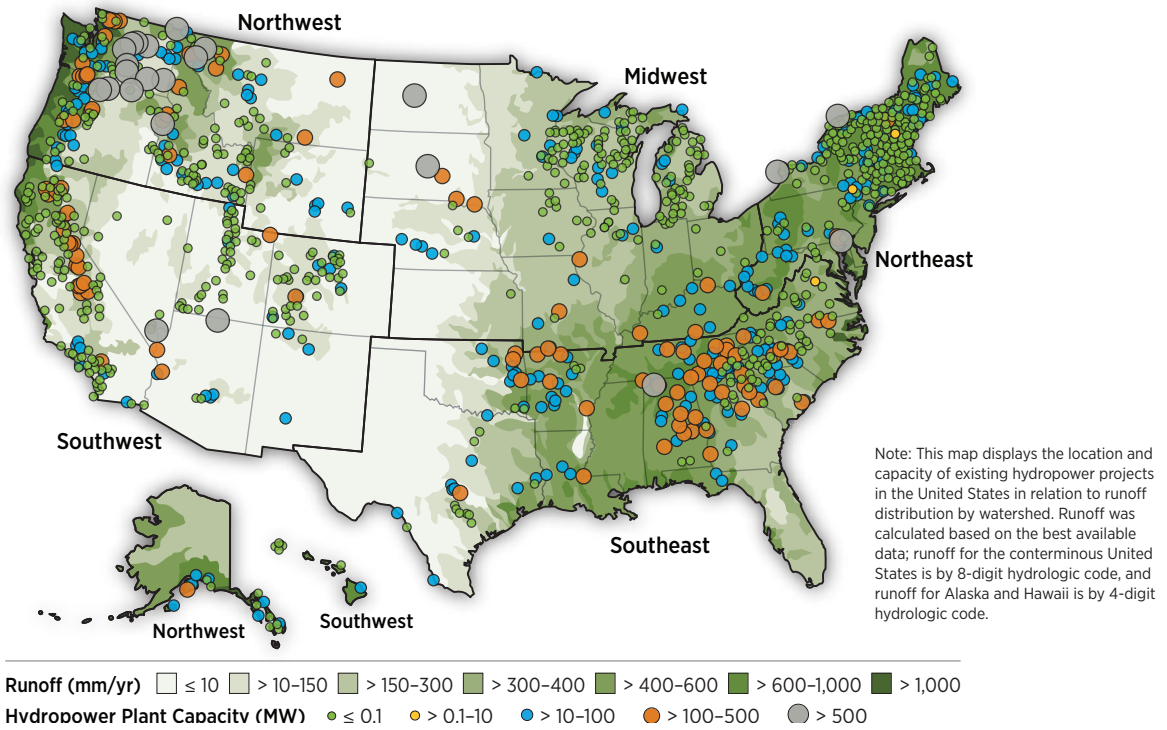 Northwest
Midwest
Northeast
Southwest
Southeast
Northwest
Southwest
Note: This map displays the location and
capacity of existing hydropower projects
in the United States in relation to runoff
distribution by watershed. Runoff was
calculated based on the best available
data; runoff for the conterminous United
States is by 8-digit hydrologic code, and
runoff for Alaska and Hawaii is by 4-digit
hydrologic code.
Runoff (mm/yr) ≤ 10 > 10–150 > 150–300 > 300–400 > 400–600 > 600–1,000 > 1,000
Hydropower Plant Capacity (MW) ≤ 0.1 > 0.1–10 > 10–100 > 100–500 > 500